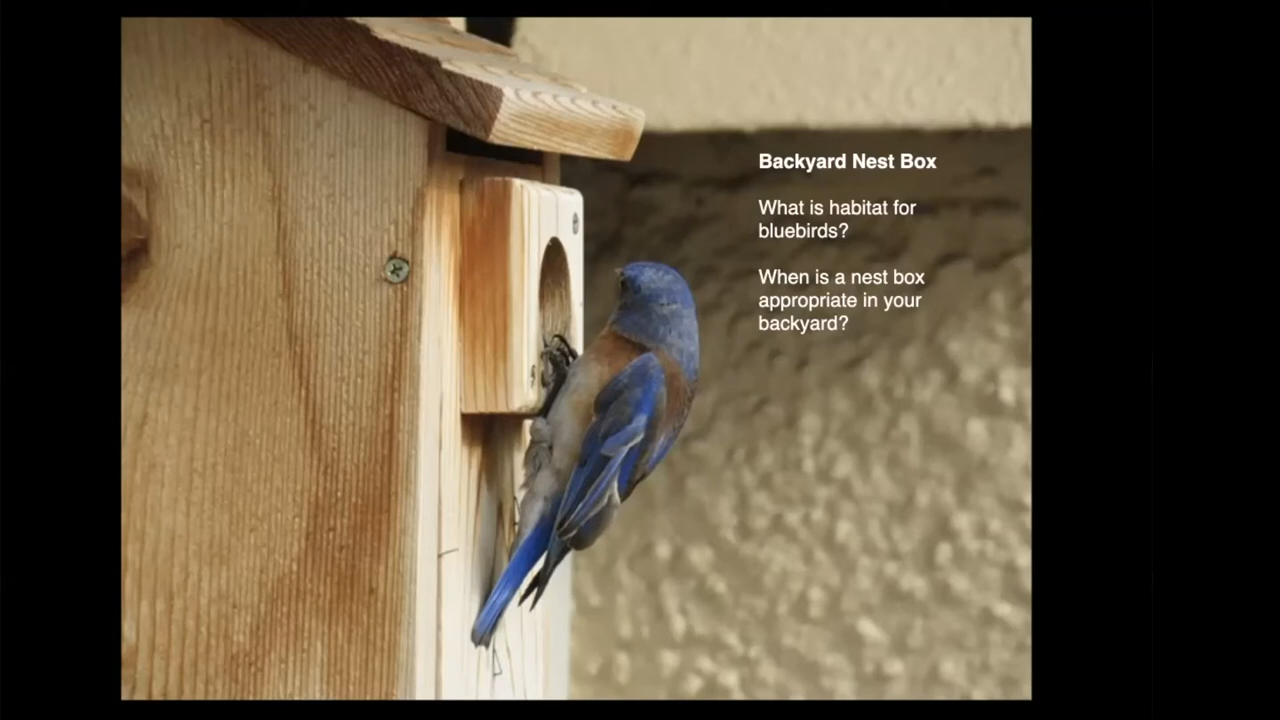 Backyard Nest Box
What is habitat for
bluebirds?
When is a nest box
appropriate in your
backyard?